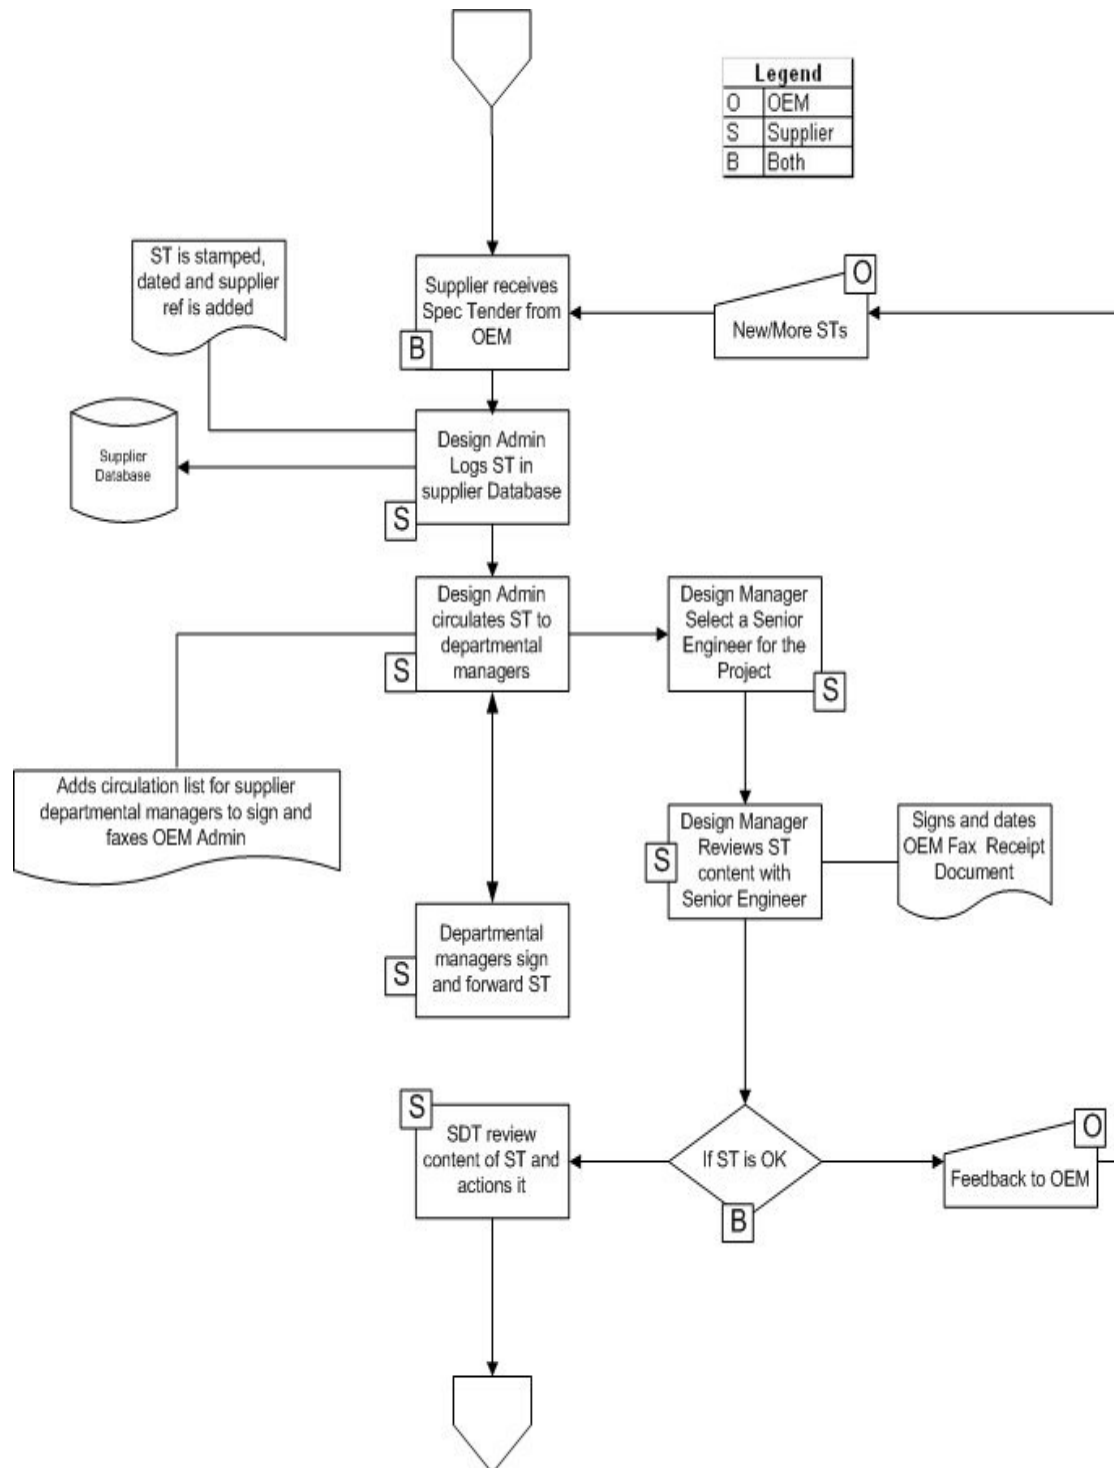 Legend
O OEM
S Supplier
B Both
ST is stamped,
dated and supplier
ref is added
Supplier receives
Spec Tender from
OEM
B
O
New/More STs
Supplier
Database
Design Admin
Logs ST in
supplier Database
S
Design Admin
circulates ST to
departmental
managers
S
Design Manager
Select a Senior
Engineer for the
Project
S
Adds circulation list for supplier
departmental managers to sign and
faxes OEM Admin
Design Manager
Reviews ST
content with
Senior Engineer
S
Signs and dates
OEM Fax Receipt
Document
Departmental
managers sign
and forward ST
S
S
SDT review
content of ST and
actions it
If ST is OK
B
O
Feedback to OEM